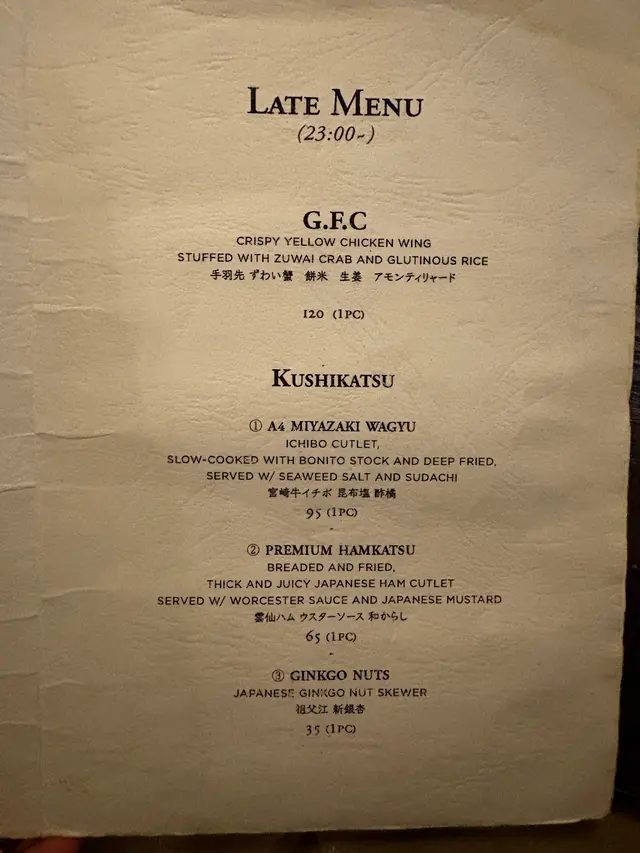 LATE MENU
(23:00~)
G.F.C
CRISPY YELLOW CHICKEN WING
STUFFED WITH ZUWAI CRAB AND GLUTINOUS RICE
手羽先 ずわい蟹 餅米 生姜 アモンティリャード
120 (1PC)
KUSHIKATSU
① A4 MIYAZAKI WAGYU
ICHIBO CUTLET,
SLOW-COOKED WITH BONITO STOCK AND DEEP FRIED,
SERVED W/ SEAWEED SALT AND SUDACHI
宮崎牛イチボ 昆布塩 酢橘
95 (1PC)
-
② PREMIUM HAMKATSU
BREADED AND FRIED,
THICK AND JUICY JAPANESE HAM CUTLET
SERVED W/ WORCESTER SAUCE AND JAPANESE MUSTARD
雲仙ハム ウスターソース 和からし
65 (1PC)
-
③ GINKGO NUTS
JAPANESE GINKGO NUT SKEWER
祖父江 新銀杏
35 (1PC)